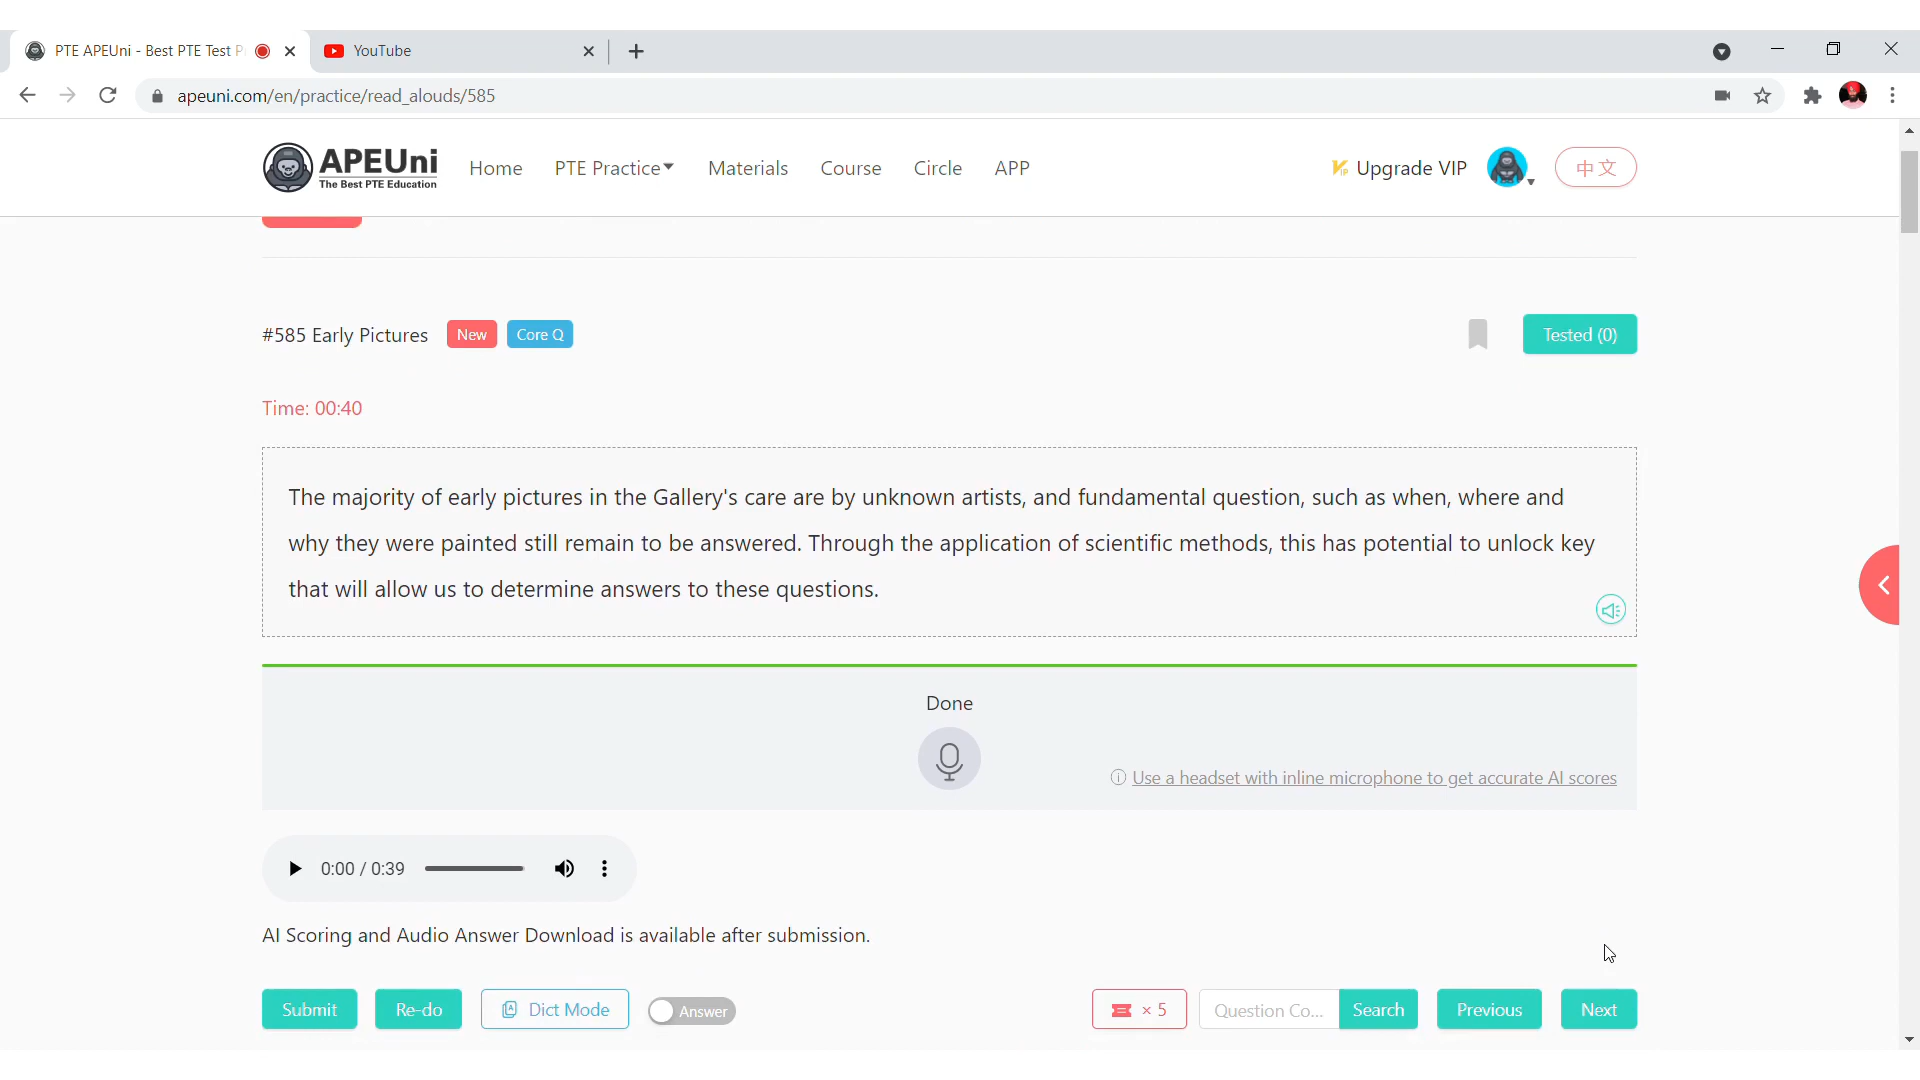 PTE APEUni - Best PTE Test P
YouTube
apeuni.com/en/practice/read_alouds/585
APEUni
The Best PTE Education
Home
PTE Practice
Materials
Course
Circle
APP
VIP
Upgrade VIP
中文
#585 Early Pictures
New
Core Q
Tested (0)
Time: 00:40
The majority of early pictures in the Gallery's care are by unknown artists, and fundamental question, such as when, where and
why they were painted still remain to be answered. Through the application of scientific methods, this has potential to unlock key
that will allow us to determine answers to these questions.
Done
Use a headset with inline microphone to get accurate AI scores
0:00 / 0:39
AI Scoring and Audio Answer Download is available after submission.
Submit
Re-do
Dict Mode
Answer
× 5
Question Co...
Search
Previous
Next